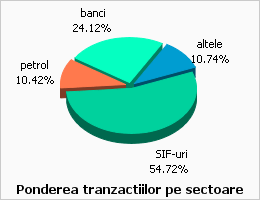 banci
24.12%
altele
10.74%
petrol
10.42%
SIF-uri
54.72%
Ponderea tranzactiilor pe sectoare